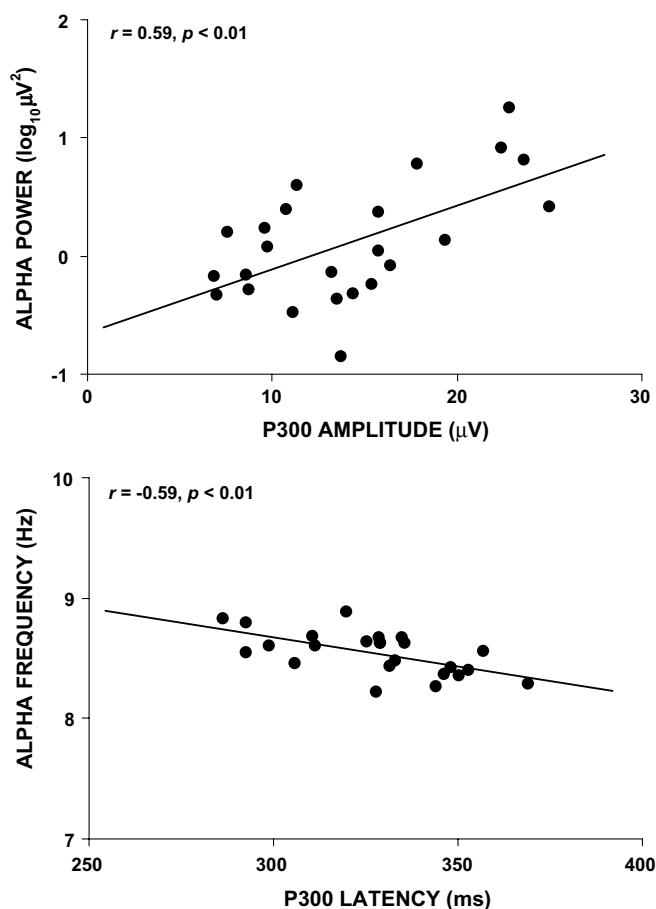 r = 0.59, p < 0.01
2
1
0
-1
ALPHA POWER (log₁₀μV²)
0
10
20
30
P300 AMPLITUDE (μV)
r = -0.59, p < 0.01
10
9
8
7
ALPHA FREQUENCY (Hz)
250
300
350
400
P300 LATENCY (ms)